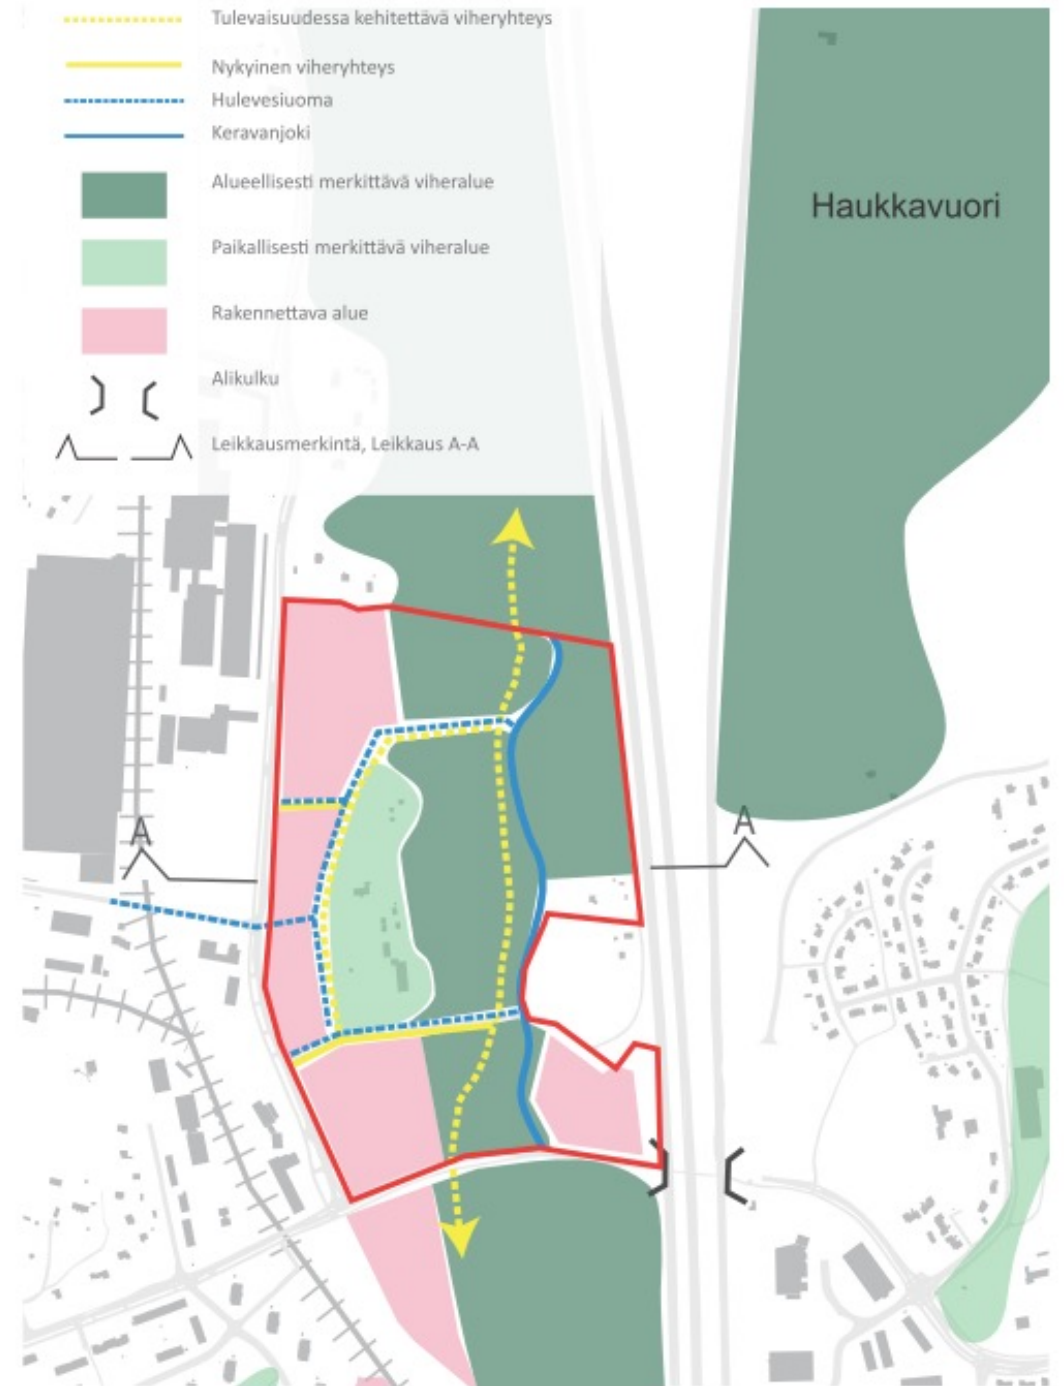 Tulevaisuudessa kehitettävä viheryhteys
Nykyinen viheryhteys
Hulevesiuoma
Keravanjoki
Alueellisesti merkittävä viheralue
Haukkavuori
Paikallisesti merkittävä viheralue
Rakennettava alue
Alikulku
Leikkausmerkintä, Leikkaus A-A
A
A